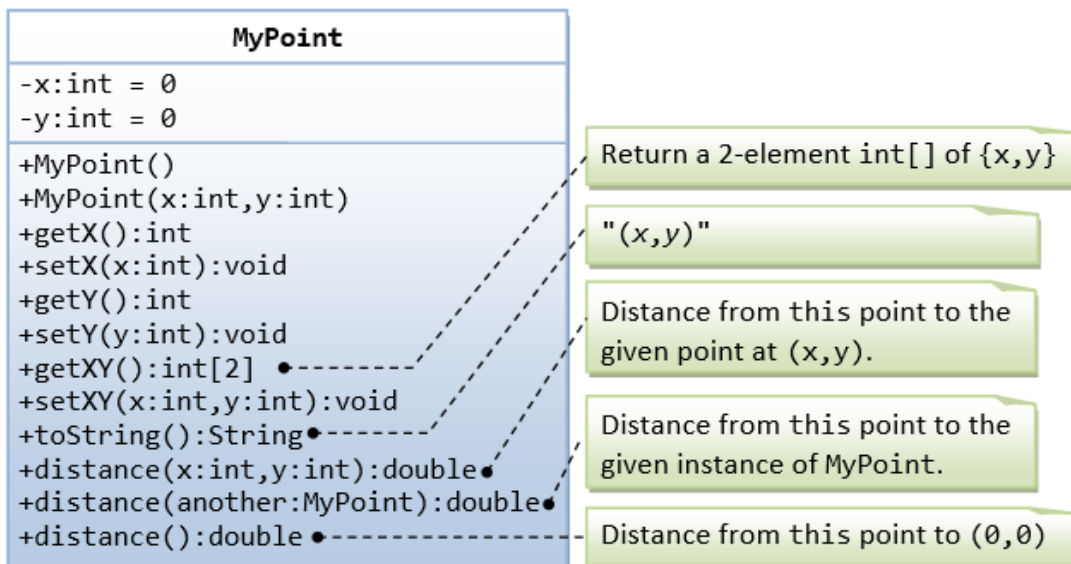 MyPoint
-x:int = 0
-y:int = 0
+MyPoint()
+MyPoint(x:int,y:int)
+getX():int
+setX(x:int):void
+getY():int
+setY(y:int):void
+getXY():int[2]
+setXY(x:int,y:int):void
+toString():String
+distance(x:int,y:int):double
+distance(another:MyPoint):double
+distance():double
Return a 2-element int[] of {x,y}
"(x,y)"
Distance from this point to the
given point at (x,y).
Distance from this point to the
given instance of MyPoint.
Distance from this point to (0,0)